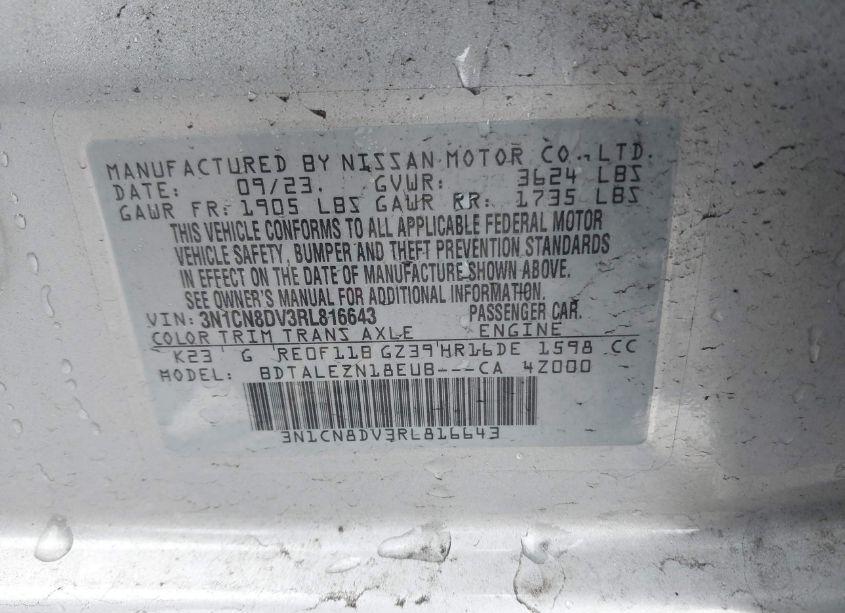 MANUFACTURED BY NISSAN MOTOR CO., LTD.
DATE: 09/23. GVWR: 3624 LBS
GAWR FR: 1905 LBS GAWR RR: 1735 LBS
THIS VEHICLE CONFORMS TO ALL APPLICABLE FEDERAL MOTOR
VEHICLE SAFETY, BUMPER AND THEFT PREVENTION STANDARDS
IN EFFECT ON THE DATE OF MANUFACTURE SHOWN ABOVE.
SEE OWNER'S MANUAL FOR ADDITIONAL INFORMATION.
VIN: 3N1CN8DV3RL816643 PASSENGER CAR.
COLOR TRIM TRANS AXLE ENGINE
K23 G RE0F11B GZ39 HR16DE 1598 CC
MODEL: BDTALEZN18EUB---CA 4Z000
3N1CN8DV3RL816643